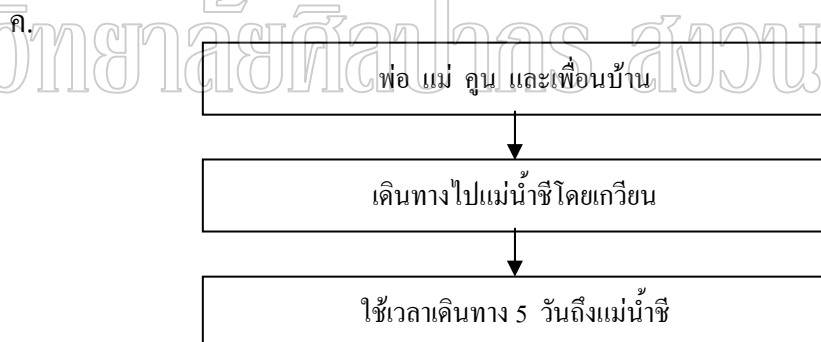 ค.
พ่อ แม่ คูน และเพื่อนบ้าน
เดินทางไปแม่น้ำชีโดยเกวียน
ใช้เวลาเดินทาง 5 วันถึงแม่น้ำชี